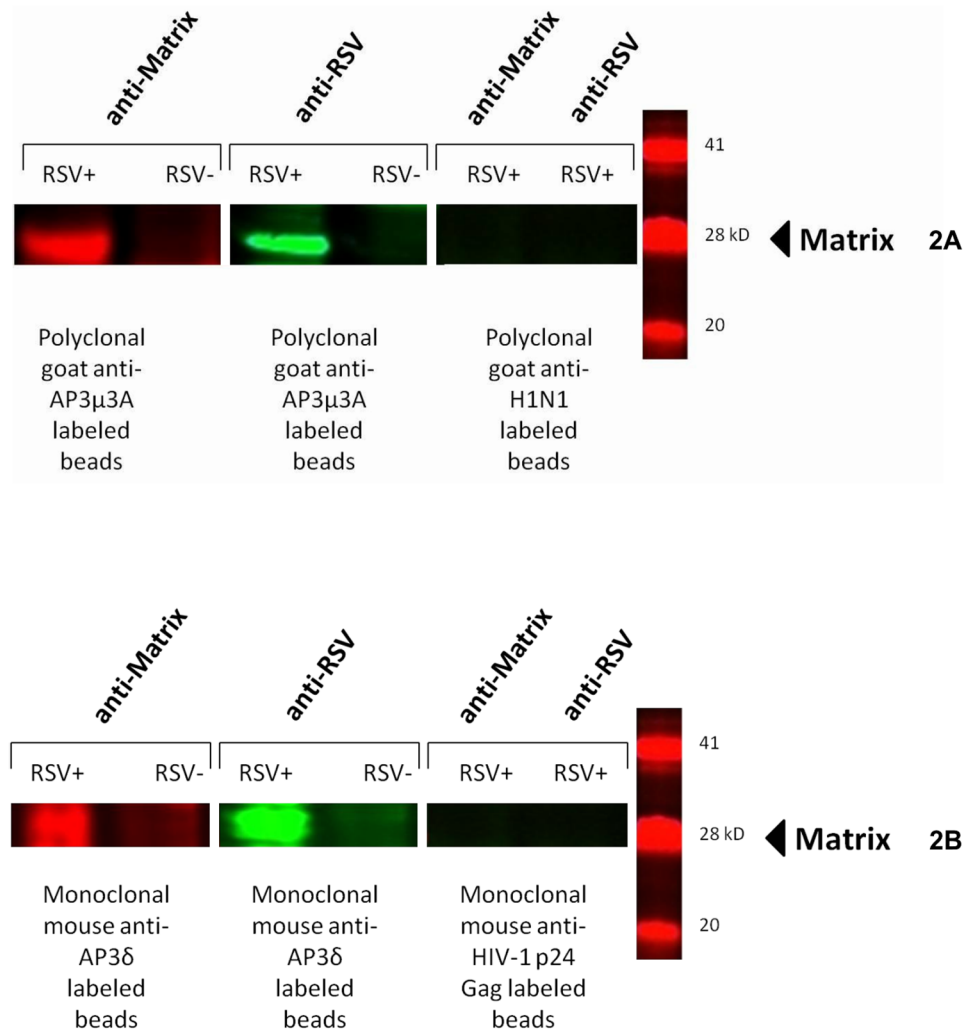 anti-Matrix
anti-RSV
anti-Matrix
anti-RSV
RSV+
RSV-
RSV+
RSV-
RSV+
RSV+
41
28 kD
20
Matrix
2A
Polyclonal
goat anti-
AP3μ3A
labeled
beads
Polyclonal
goat anti-
AP3μ3A
labeled
beads
Polyclonal
goat anti-
H1N1
labeled
beads
anti-Matrix
anti-RSV
anti-Matrix
anti-RSV
RSV+
RSV-
RSV+
RSV-
RSV+
RSV+
41
28 kD
20
Matrix
2B
Monoclonal
mouse anti-
AP3δ
labeled
beads
Monoclonal
mouse anti-
AP3δ
labeled
beads
Monoclonal
mouse anti-
HIV-1 p24
Gag labeled
beads